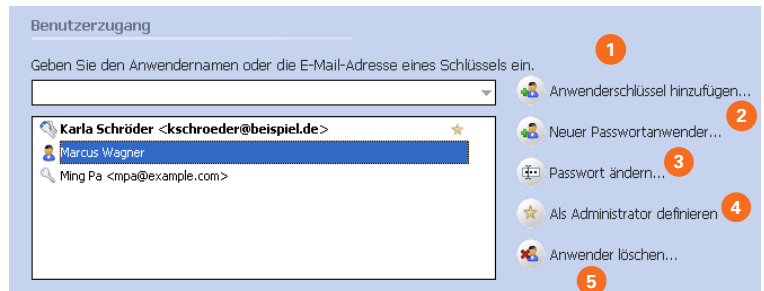 Benutzerzugang
Geben Sie den Anwendernamen oder die E-Mail-Adresse eines Schlüssels ein.
1
Anwenderschlüssel hinzufügen...
2
Karla Schröder <kschroeder@beispiel.de>
Neuer Passwortanwender...
Marcus Wagner
3
Ming Pa <mpa@example.com>
Passwort ändern...
4
Als Administrator definieren
Anwender löschen...
5